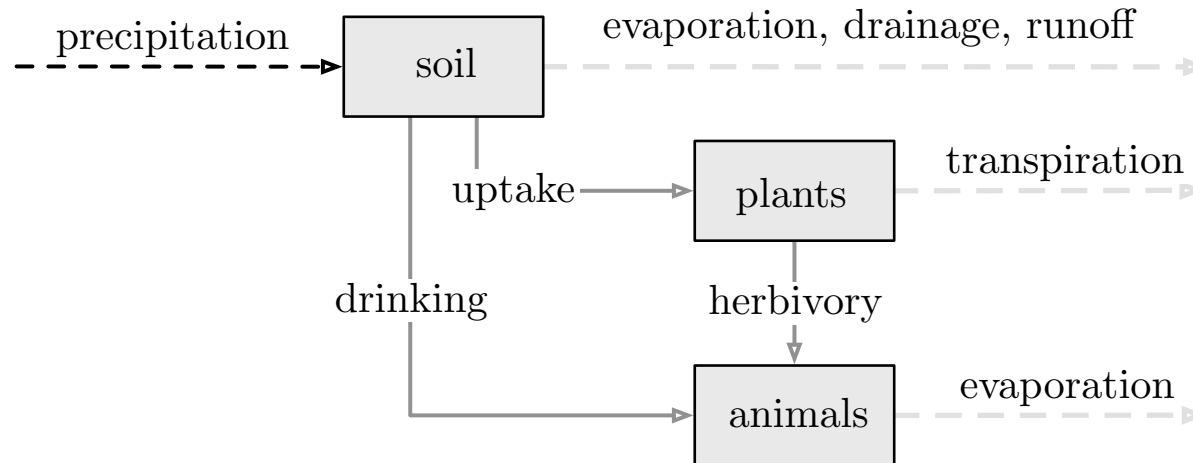 precipitation
soil
evaporation, drainage, runoff
uptake
plants
transpiration
drinking
herbivory
animals
evaporation